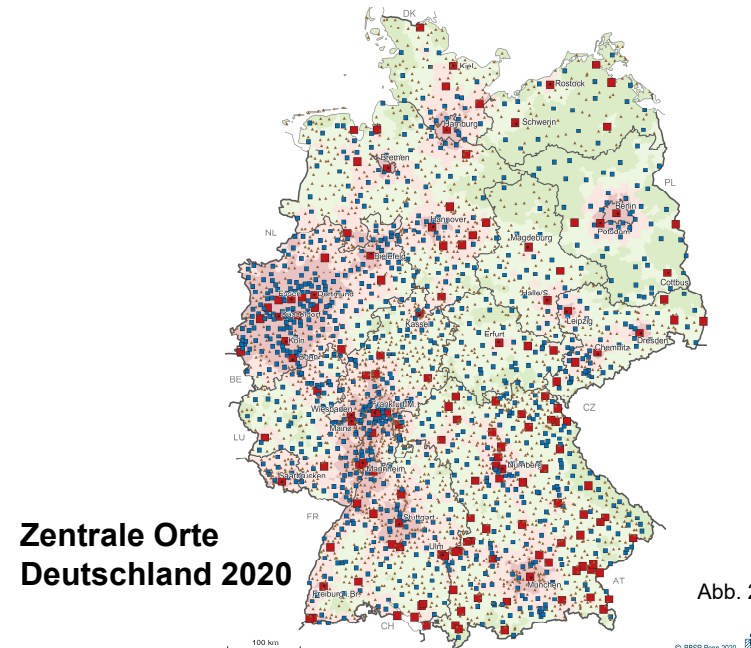 DK
Kiel
Rostock
Hamburg
Schwerin
Bremen
PL
Berlin
Potsdam
Hannover
NL
Magdeburg
Bielefeld
Cottbus
Essen
Dortmund
Halle/S.
Düsseldorf
Leipzig
Kassel
Erfurt
Dresden
Köln
Chemnitz
Bonn
BE
Wiesbaden
Frankfurt/M.
CZ
Mainz
LU
Mannheim
Nürnberg
Saarbrücken
FR
Stuttgart
Zentrale Orte
Deutschland 2020
Ulm
München
AT
Freiburg i. Br.
Abb. 2
CH
100 km
© BBSR Bonn 2020